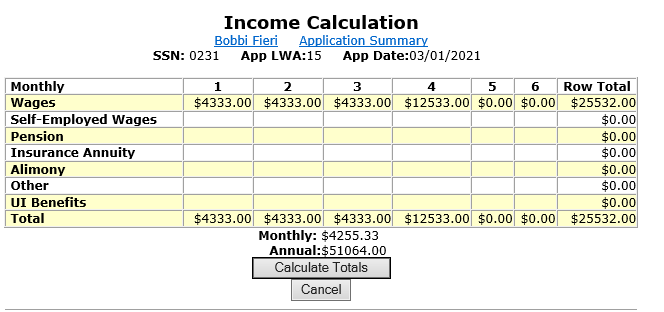 Income Calculation
Bobbi Fieri Application Summary
SSN: 0231 App LWA:15 App Date:03/01/2021
Monthly 1 2 3 4 5 6 Row Total
Wages $4333.00 $4333.00 $4333.00 $12533.00 $0.00 $0.00 $25532.00
Self-Employed Wages $0.00
Pension $0.00
Insurance Annuity $0.00
Alimony $0.00
Other $0.00
UI Benefits $0.00
Total $4333.00 $4333.00 $4333.00 $12533.00 $0.00 $0.00 $25532.00
Monthly: $4255.33
Annual:$51064.00
Calculate Totals
Cancel